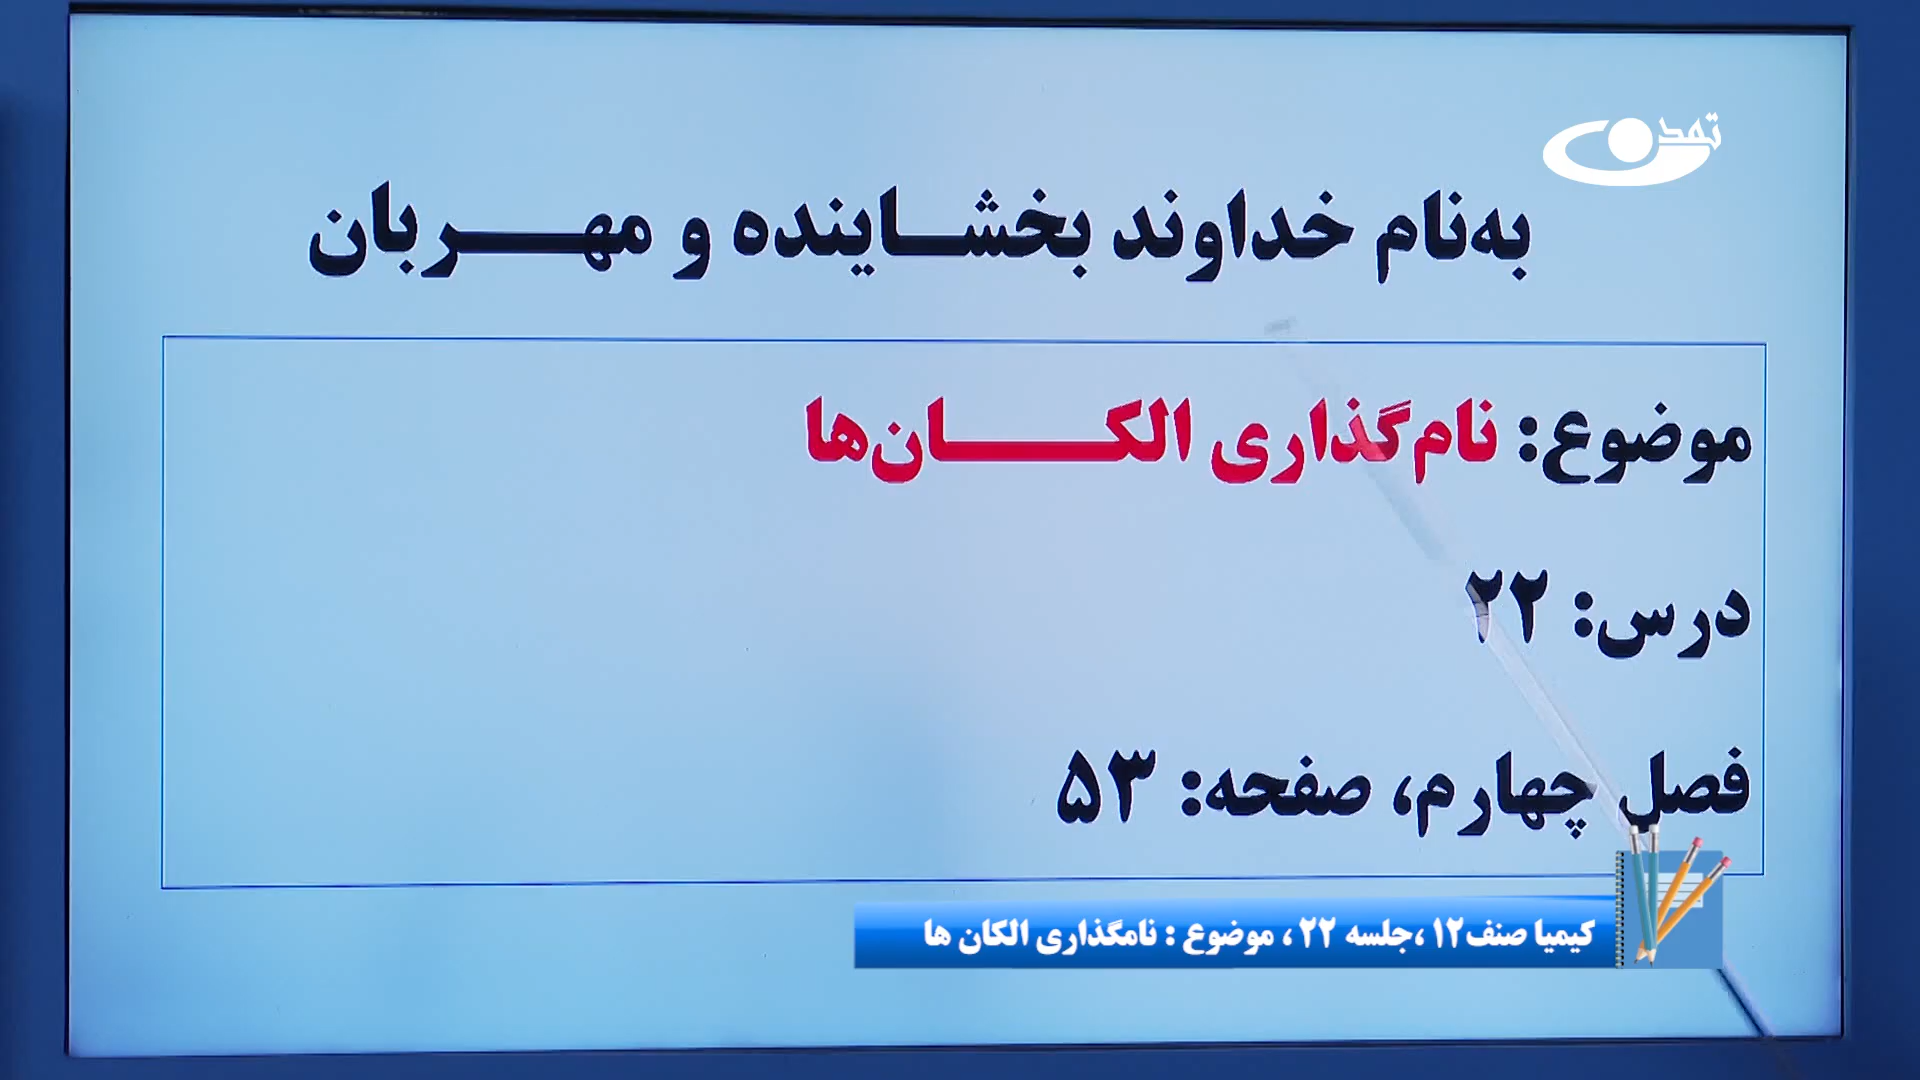 تمدن
به‌نام خداوند بخشاینده و مهربان
موضوع: نام‌گذاری الکان‌ها
درس: ۲۲
فصل چهارم، صفحه: ۵۳
کیمیا صنف۱۲ ،جلسه ۲۲ ، موضوع : نامگذاری الکان ها